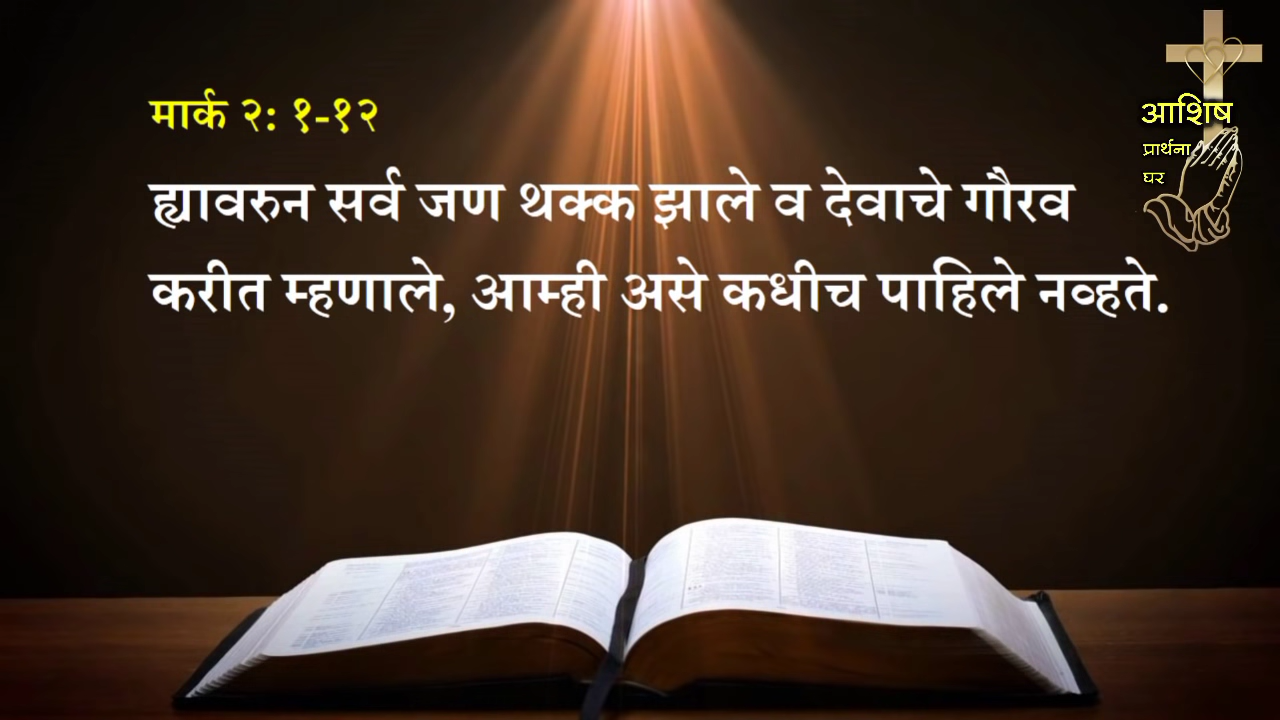 मार्क २: १-१२
ह्यावरुन सर्व जण थक्क झाले व देवाचे गौरव
करीत म्हणाले, आम्ही असे कधीच पाहिले नव्हते.
आशिष
प्रार्थना
घर